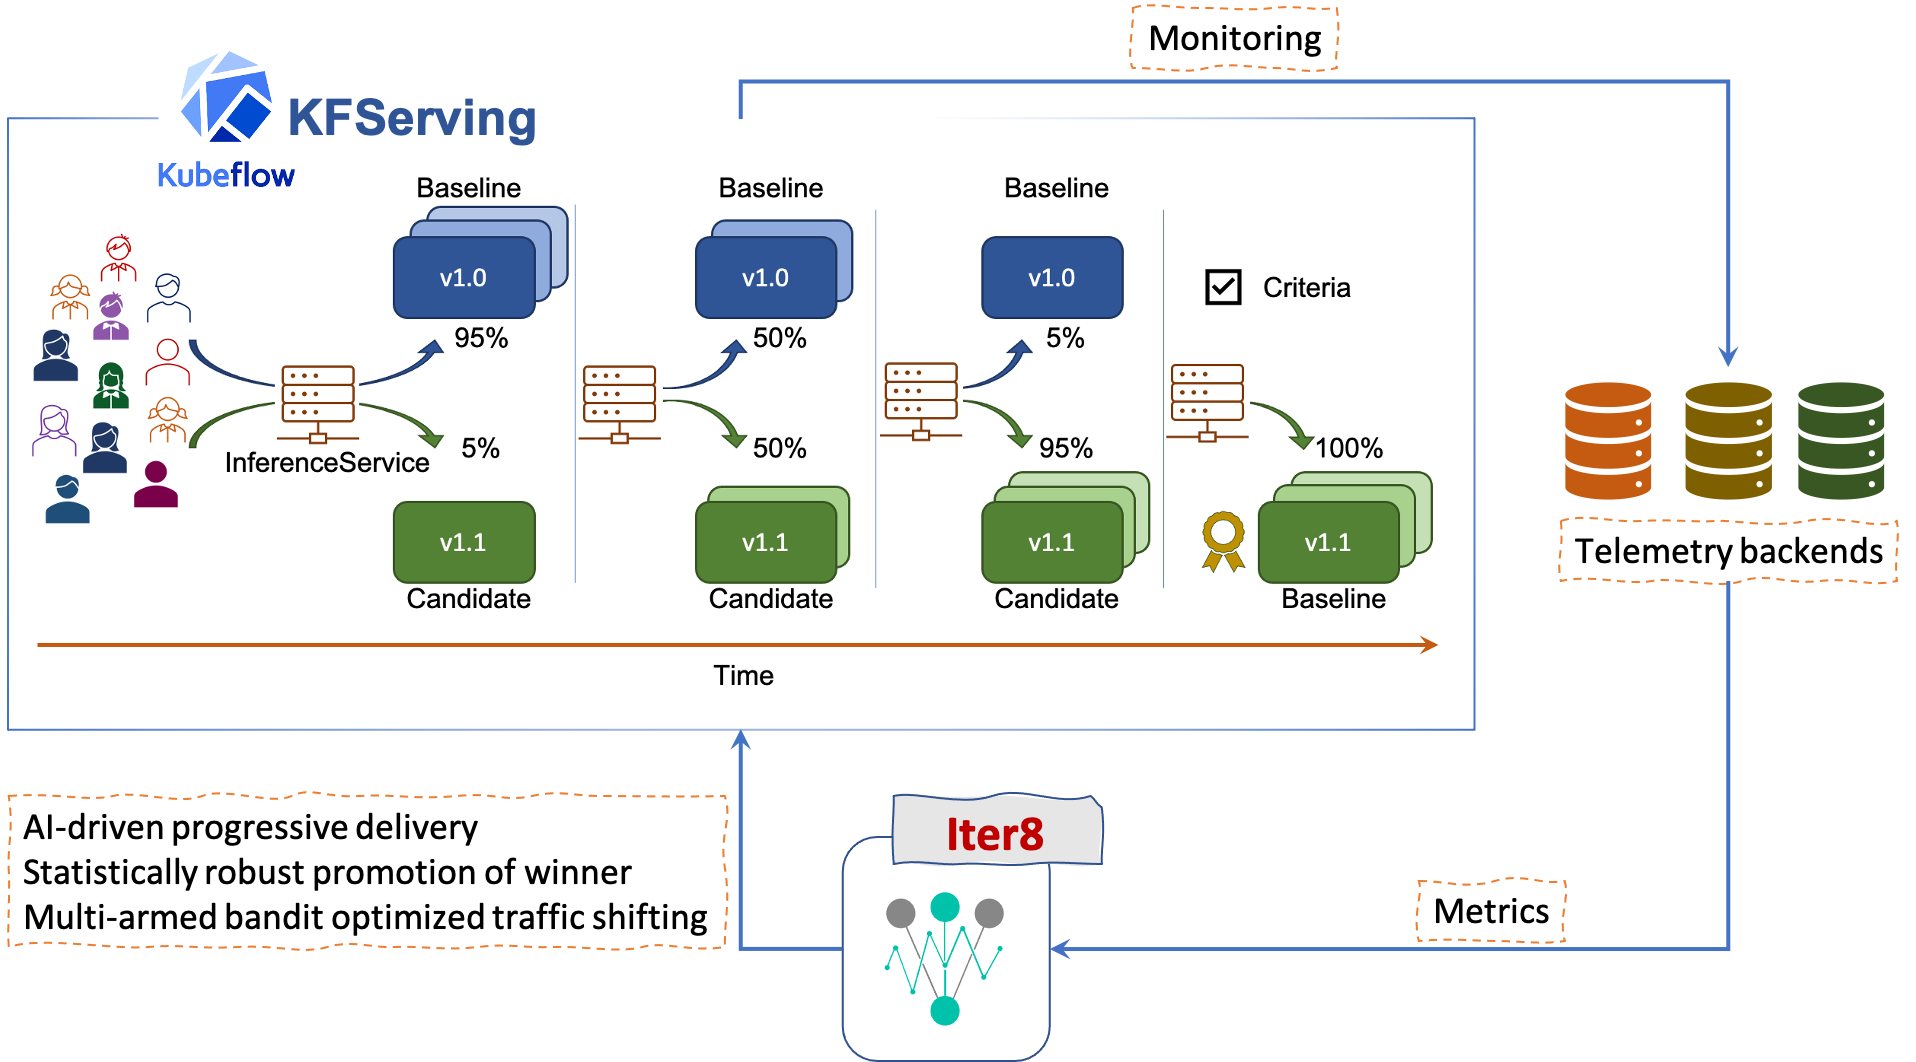 Monitoring
KFServing
Kubeflow
Baseline
Baseline
Baseline
v1.0
v1.0
v1.0
Criteria
95%
50%
5%
InferenceService
5%
50%
95%
100%
v1.1
v1.1
v1.1
v1.1
Candidate
Candidate
Candidate
Baseline
Telemetry backends
Time
AI-driven progressive delivery
Statistically robust promotion of winner
Multi-armed bandit optimized traffic shifting
Iter8
Metrics